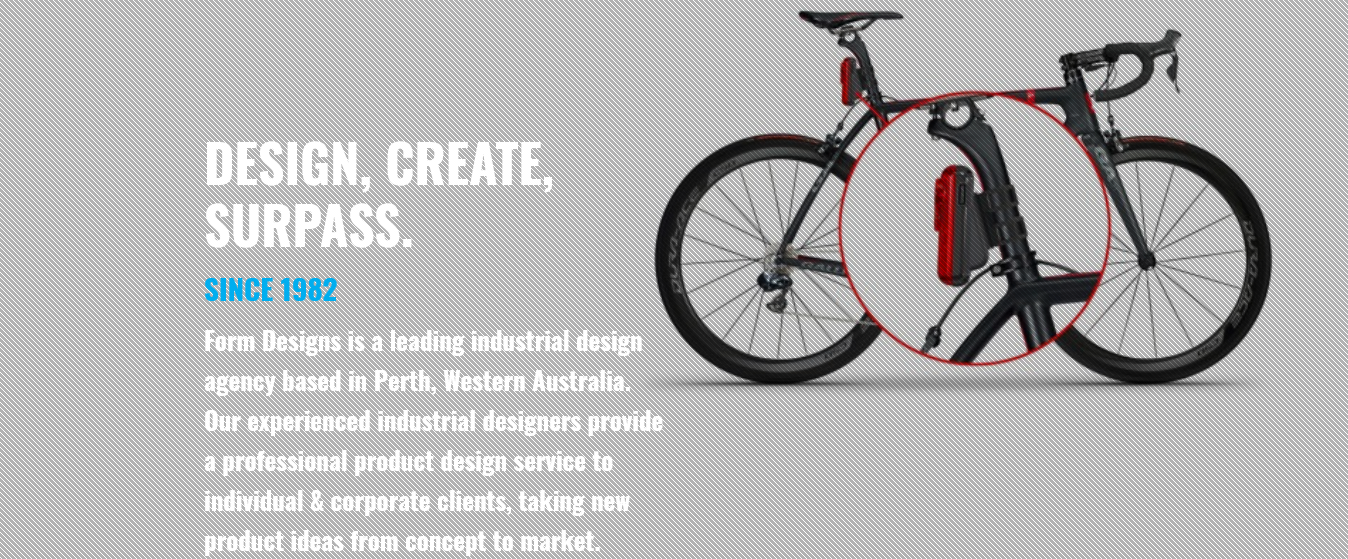 DESIGN, CREATE,
SURPASS.
SINCE 1982
Form Designs is a leading industrial design
agency based in Perth, Western Australia.
Our experienced industrial designers provide
a professional product design service to
individual & corporate clients, taking new
product ideas from concept to market.